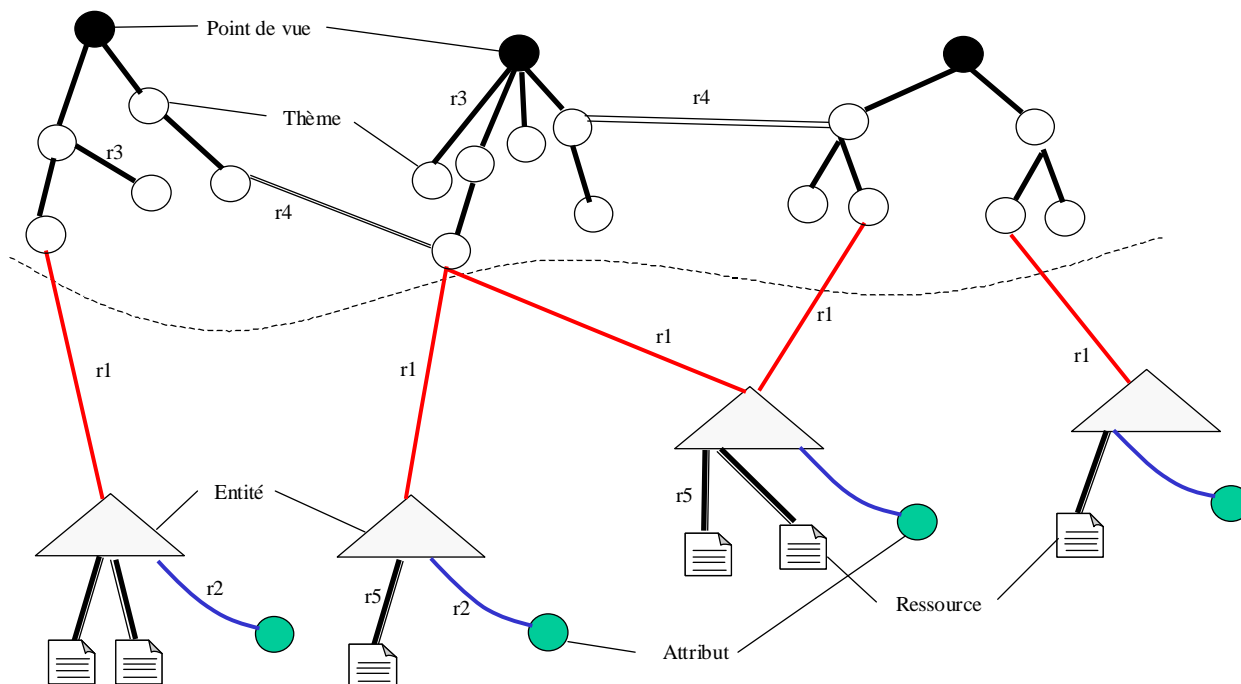 Point de vue
r3
r4
Thème
r3
r4
r1
r1
r1
r1
r1
Entité
r5
r5
r2
r2
Ressource
Attribut